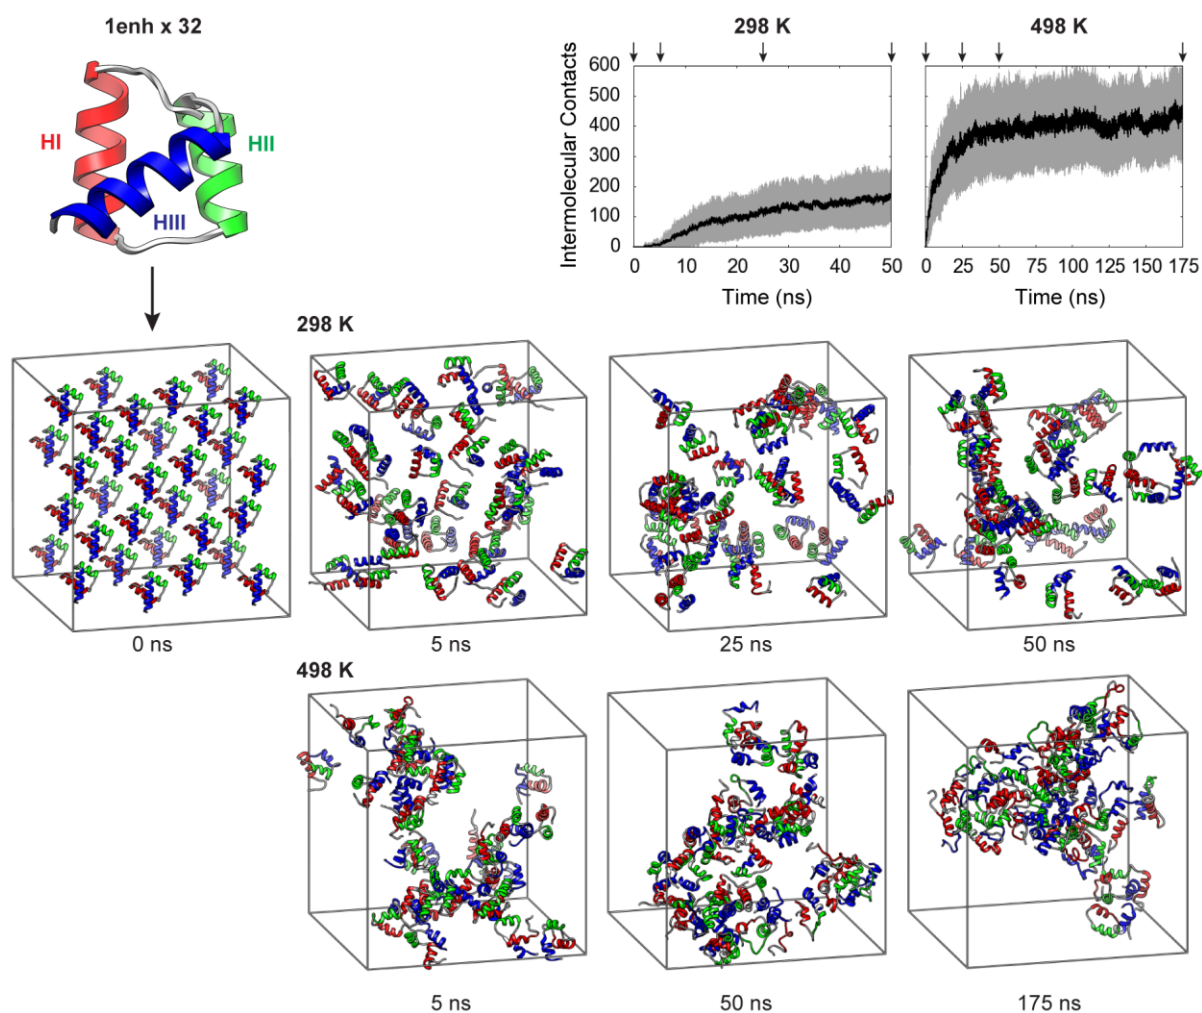 1enh x 32
HI
HII
HIII
298 K
498 K
Intermolecular Contacts
600
500
400
300
200
100
0
0 10 20 30 40 50
0 25 50 75 100 125 150 175
Time (ns)
Time (ns)
298 K
0 ns
5 ns
25 ns
50 ns
498 K
5 ns
50 ns
175 ns